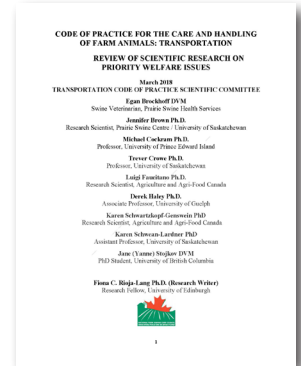 CODE OF PRACTICE FOR THE CARE AND HANDLING
OF FARM ANIMALS: TRANSPORTATION
REVIEW OF SCIENTIFIC RESEARCH ON
PRIORITY WELFARE ISSUES
March 2018
TRANSPORTATION CODE OF PRACTICE SCIENTIFIC COMMITTEE
Egan Brockhoff DVM
Swine Veterinarian, Prairie Swine Health Services
Jennifer Brown Ph.D.
Research Scientist, Prairie Swine Centre / University of Saskatchewan
Michael Cockram Ph.D.
Professor, University of Prince Edward Island
Trever Crowe Ph.D.
Professor, University of Saskatchewan
Luigi Faucitano Ph.D.
Research Scientist, Agriculture and Agri-Food Canada
Derek Haley Ph.D.
Associate Professor, University of Guelph
Karen Schwartzkopf-Genswein PhD
Research Scientist, Agriculture and Agri-Food Canada
Karen Schwean-Lardner PhD
Assistant Professor, University of Saskatchewan
Jane (Yanne) Stojkov DVM
PhD Student, University of British Columbia
Fiona C. Rioja-Lang Ph.D. (Research Writer)
Research Fellow, University of Edinburgh
1